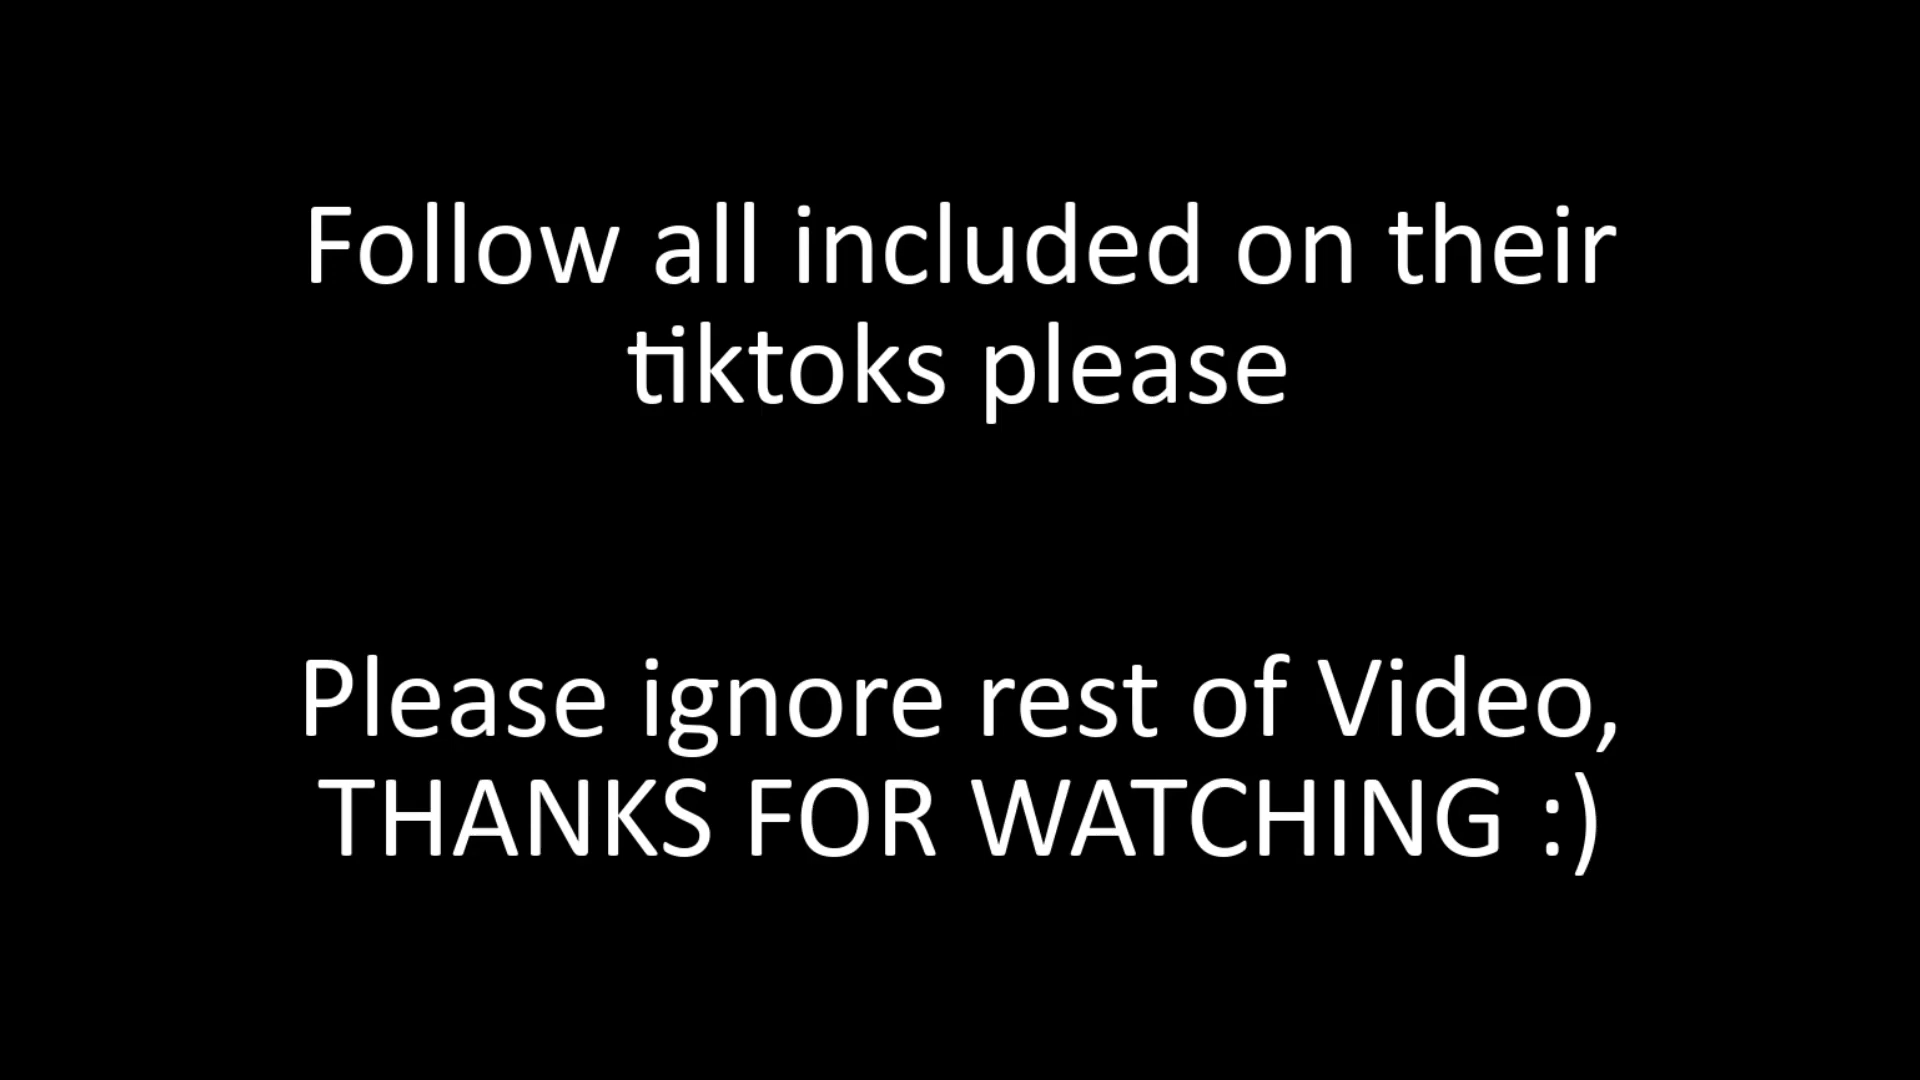 Follow all included on their
tiktoks please
Please ignore rest of Video,
THANKS FOR WATCHING :)